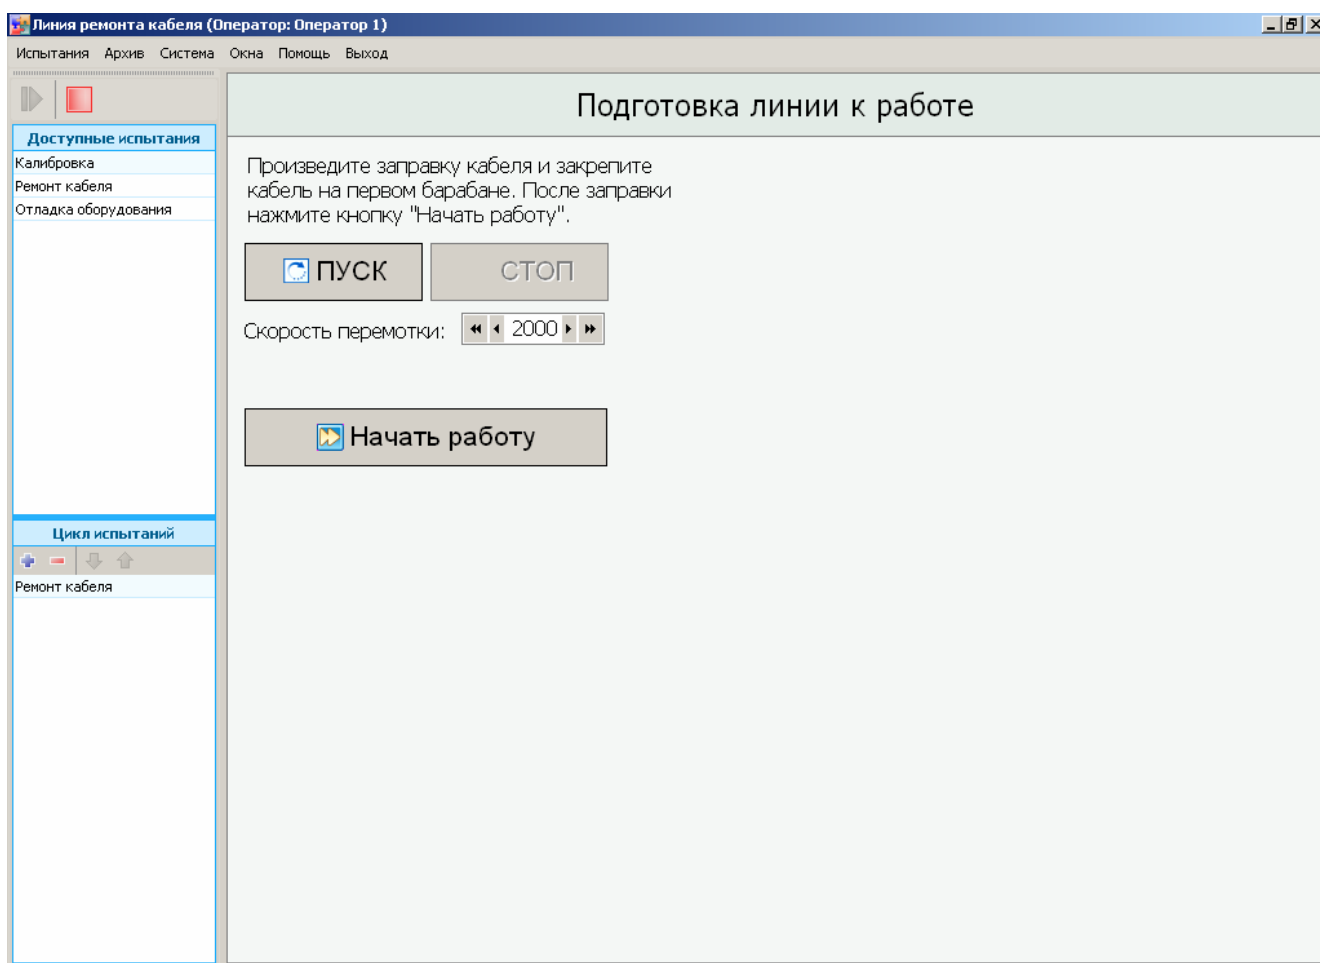 Линия ремонта кабеля (Оператор: Оператор 1)
Испытания Архив Система Окна Помощь Выход
Подготовка линии к работе
Доступные испытания
Калибровка
Ремонт кабеля
Отладка оборудования
Произведите заправку кабеля и закрепите
кабель на первом барабане. После заправки
нажмите кнопку "Начать работу".
ПУСК
СТОП
Скорость перемотки: 2000
Начать работу
Цикл испытаний
Ремонт кабеля